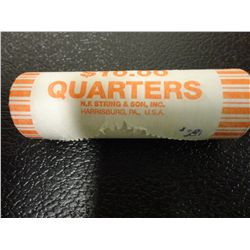 $10.00
QUARTERS
N.F. STRING & SON, INC.
HARRISBURG, PA, U.S.A.